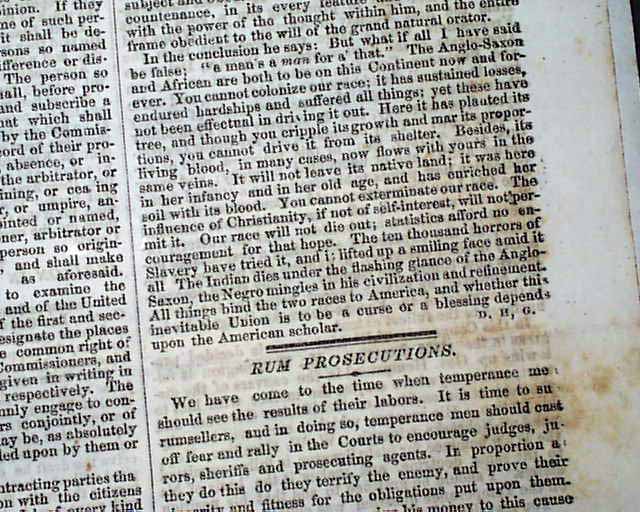 inion. If they
me of such per-
it shall be de-
rsons so named
ifference or dis-
The person so
hall, before pro-
and subscribe a
that which shall
by the Commis-
cord of their pro-
absence, or in-
the arbitrator, or
ining, or cea ing
r, or umpire, an-
ointed or named,
oner, arbitrator or
person so origin-
and shall make
as aforesaid.
to examine the
and of the United
f the first and sec-
esignate the places
e common right of
Commissioners, and
given in writing in
respectively. The
nly engage to con-
rs conjointly, or of
ay be, as absolutely
led upon by them or
ntracting parties tha
on with the citizens
of every kind
subject and
countenance, in its every feature
with the power of the thought within him, and the entire
frame obedient to the will of the grand natural orator.
In the conclusion he says: But what if all I have said
be false; "a man's a man for a' that." The Anglo-Saxon
and African are both to be on this Continent now and for-
ever. You cannot colonize our race; it has sustained losses,
endured hardships and suffered all things; yet these have
not been effectual in driving it out. Here it has planted its
tree, and though you cripple its growth and mar its propor-
tions, you cannot drive it from its shelter. Besides, its
living blood, in many cases, now flows with yours in the
same veins. It will not leave its native land; it was here
in her infancy and in her old age, and has enriched her
soil with its blood. You cannot exterminate our race. The
influence of Christianity, if not of self-interest, will not per-
mit it. Our race will not die out; statistics afford no en-
couragement for that hope. The ten thousand horrors of
Slavery have tried it, and i; lifted up a smiling face amid it
all The Indian dies under the flashing glance of the Anglo-
Saxon, the Negro mingles in his civilization and refinement.
All things bind the two races to America, and whether this
inevitable Union is to be a curse or a blessing depends
upon the American scholar. D. H. G.
RUM PROSECUTIONS.
We have come to the time when temperance me
should see the results of their labors. It is time to su
rumsellers, and in doing so, temperance men should cast
off fear and rally in the Courts to encourage judges, ju-
rors, sheriffs and prosecuting agents. In proportion a
they do this do they terrify the enemy, and prove their
and fitness for the obligations put upon them.
his money to this cause